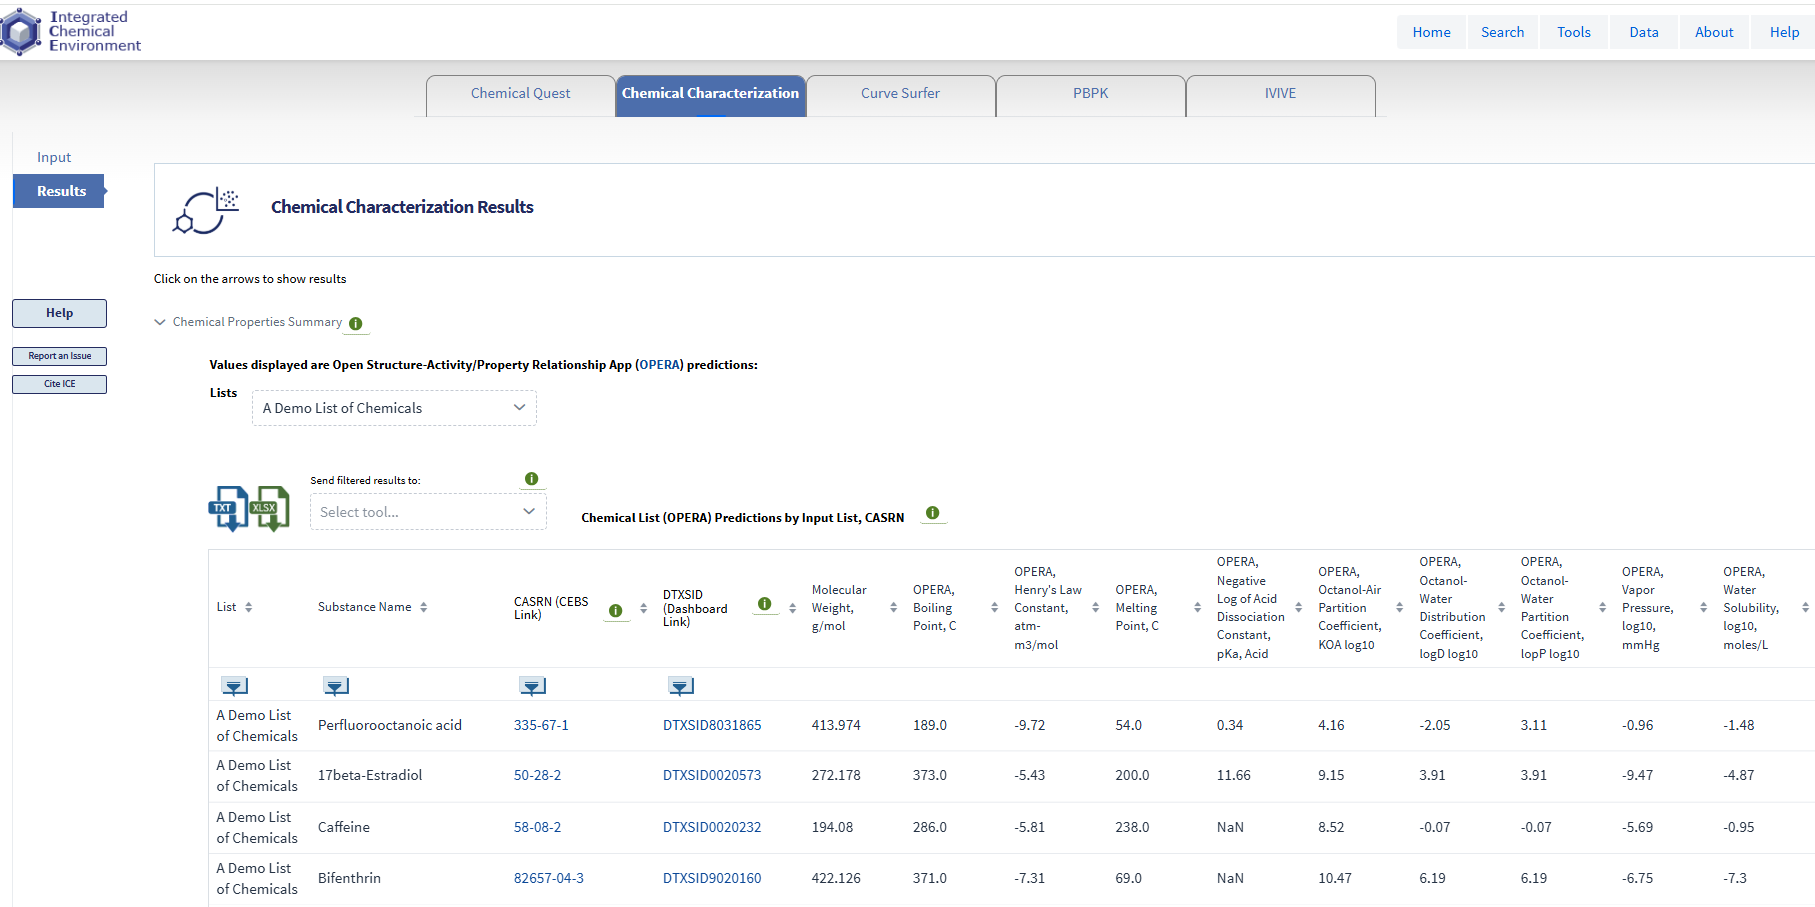 Integrated
Chemical
Environment
Home Search Tools Data About Help
Chemical Quest Chemical Characterization Curve Surfer PBPK IVIVE
Input
Results
Chemical Characterization Results
Click on the arrows to show results
Help
Chemical Properties Summary i
Report an Issue
Values displayed are Open Structure-Activity/Property Relationship App (OPERA) predictions:
Cite ICE
Lists
A Demo List of Chemicals
Send filtered results to: i
TXT XLSX Select tool...
Chemical List (OPERA) Predictions by Input List, CASRN i
List
Substance Name
CASRN (CEBS
Link) i
DTXSID
(Dashboard
Link) i
Molecular
Weight,
g/mol
OPERA,
Boiling
Point, C
OPERA,
Henry's Law
Constant,
atm-
m3/mol
OPERA,
Melting
Point, C
OPERA,
Negative
Log of Acid
Dissociation
Constant,
pKa, Acid
OPERA,
Octanol-Air
Partition
Coefficient,
KOA log10
OPERA,
Octanol-
Water
Distribution
Coefficient,
logD log10
OPERA,
Octanol-
Water
Partition
Coefficient,
lopP log10
OPERA,
Vapor
Pressure,
log10,
mmHg
OPERA,
Water
Solubility,
log10,
moles/L
A Demo List
of Chemicals
Perfluorooctanoic acid 335-67-1 DTXSID8031865 413.974 189.0 -9.72 54.0 0.34 4.16 -2.05 3.11 -0.96 -1.48
A Demo List
of Chemicals
17beta-Estradiol 50-28-2 DTXSID0020573 272.178 373.0 -5.43 200.0 11.66 9.15 3.91 3.91 -9.47 -4.87
A Demo List
of Chemicals
Caffeine 58-08-2 DTXSID0020232 194.08 286.0 -5.81 238.0 NaN 8.52 -0.07 -0.07 -5.69 -0.95
A Demo List
of Chemicals
Bifenthrin 82657-04-3 DTXSID9020160 422.126 371.0 -7.31 69.0 NaN 10.47 6.19 6.19 -6.75 -7.3